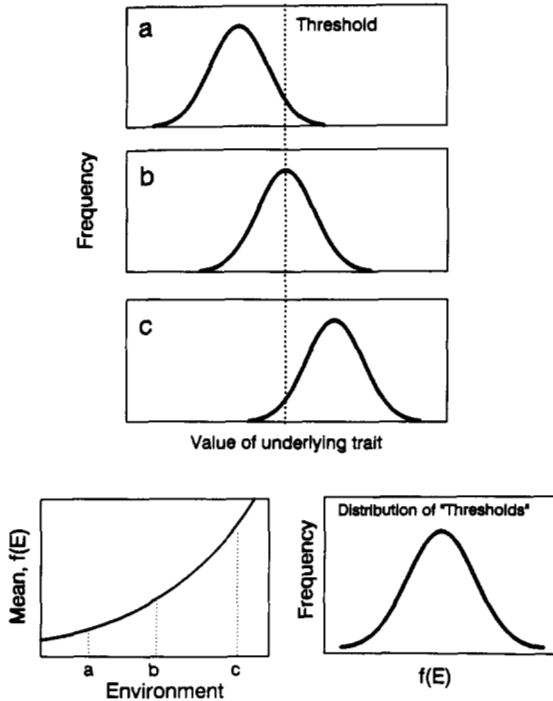 a
Threshold
b
Frequency
c
Value of underlying trait
Mean, f(E)
a b c
Environment
Distribution of "Thresholds"
Frequency
f(E)